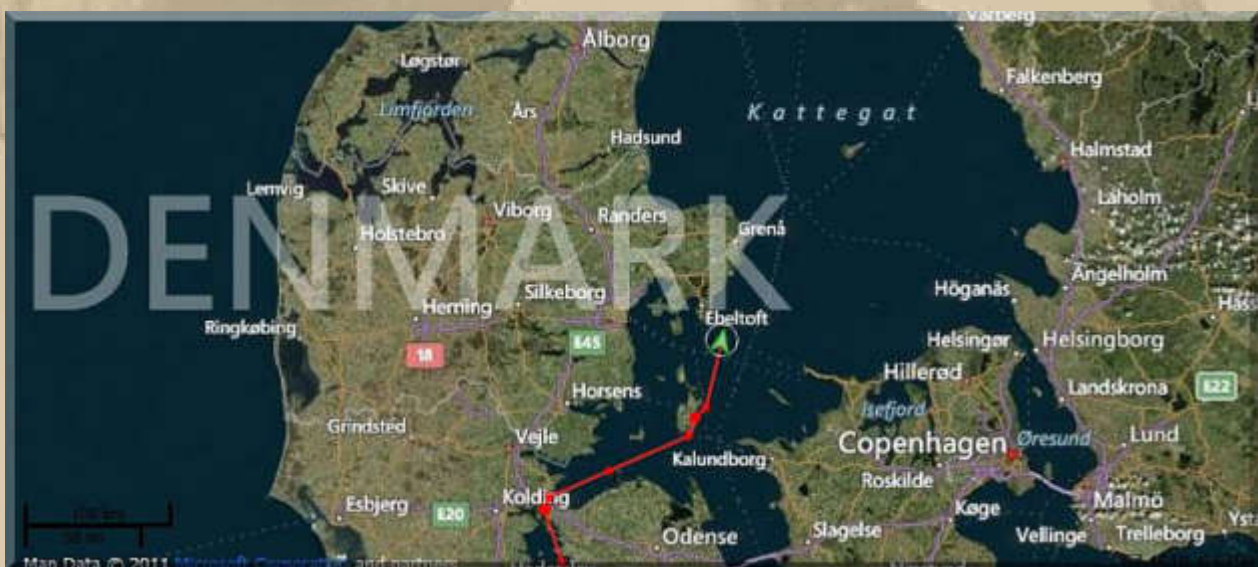 Varberg
Ålborg
Løgstør
Falkenberg
Limfjorden
Års
Kattegat
Hadsund
Halmstad
Lemvig
Skive
Laholm
Viborg
Randers
DENMARK
Holstebro
Grenå
Ängelholm
Silkeborg
Höganäs
Herning
Ebeltoft
Ringkøbing
E45
Helsingør
Helsingborg
18
Hillerød
Horsens
Landskrona
E22
Isefjord
Grindsted
Vejle
Copenhagen
Øresund
Lund
Kalundborg
Roskilde
Esbjerg
E20
Kolding
Malmö
Odense
Slagelse
Køge
Vellinge
Trelleborg
Map Data © 2011 Microsoft Corporation and partners